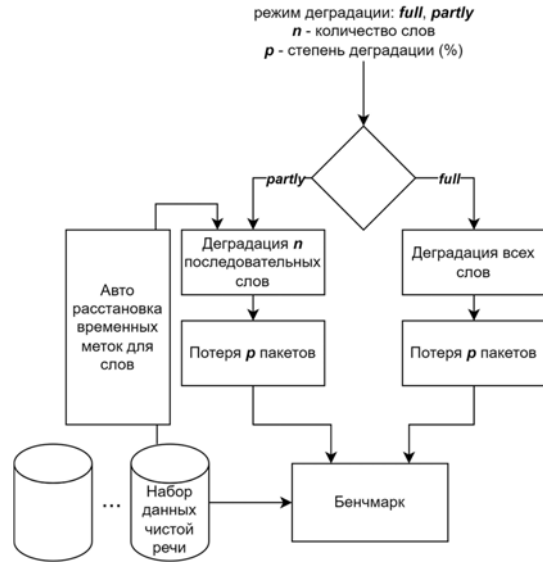 режим деградации: full, partly
n - количество слов
p - степень деградации (%)
partly
full
Деградация n
последовательных
слов
Деградация всех
слов
Авто
расстановка
временных
меток для
слов
Потеря p пакетов
Потеря p пакетов
...
Набор
данных
чистой
речи
Бенчмарк